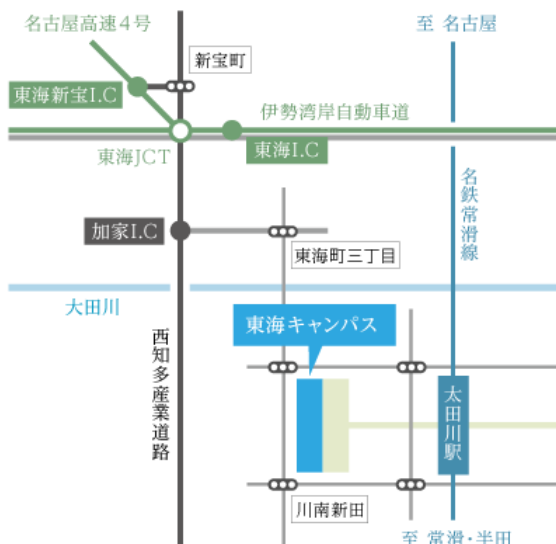 名古屋高速4号
至 名古屋
新宝町
東海新宝I.C
伊勢湾岸自動車道
東海JCT
東海I.C
名鉄常滑線
加家I.C
東海町三丁目
大田川
東海キャンパス
西知多産業道路
太田川駅
川南新田
至 常滑・半田